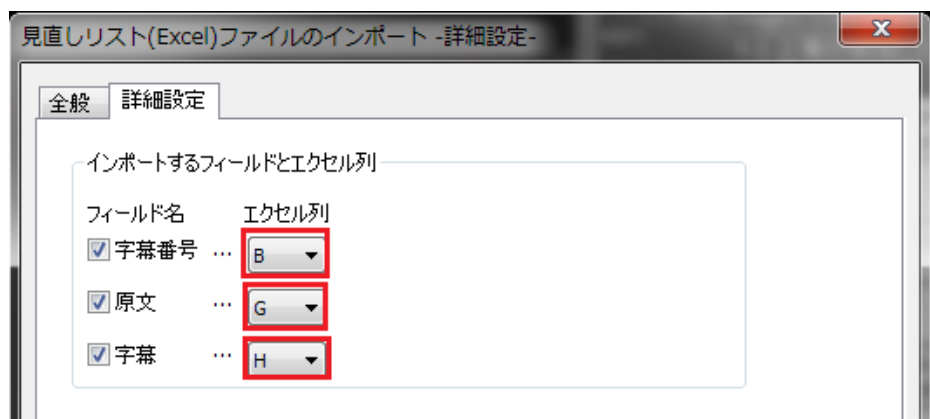 見直しリスト(Excel)ファイルのインポート -詳細設定-
全般 詳細設定
インポートするフィールドとエクセル列
フィールド名 エクセル列
字幕番号 … B
原文 … G
字幕 … H